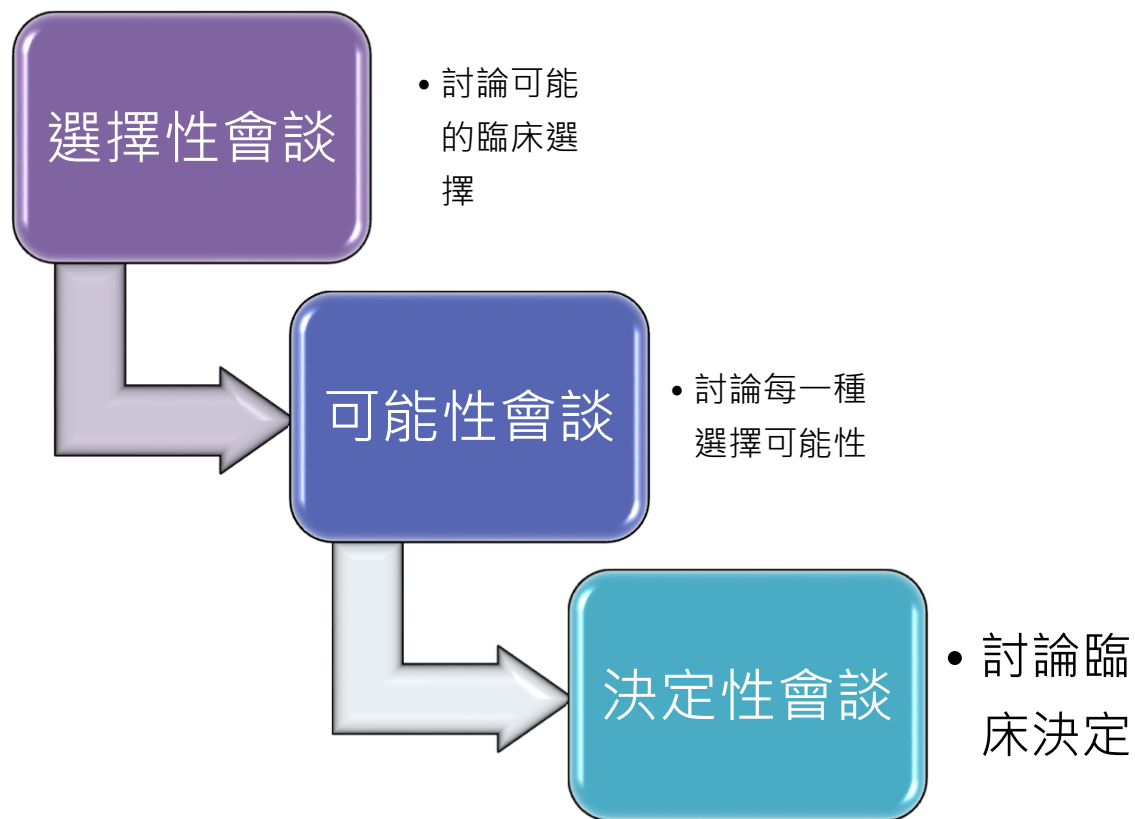 選擇性會談
• 討論可能
的臨床選
擇
可能性會談
• 討論每一種
選擇可能性
決定性會談
• 討論臨
床決定